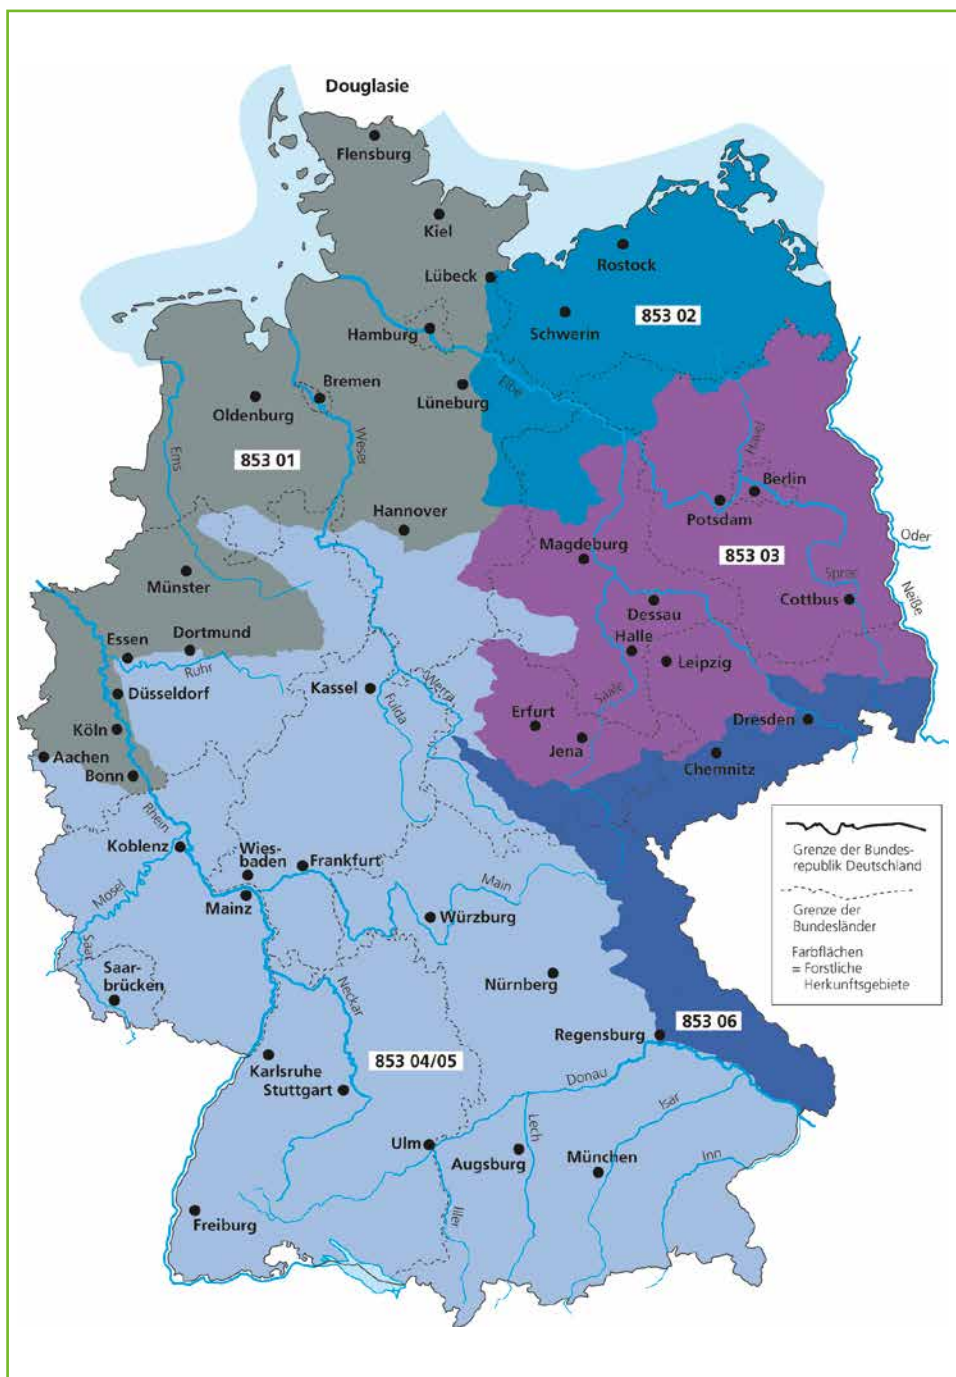 Douglasie
Flensburg
Kiel
Lübeck
Rostock
Schwerin
853 02
Hamburg
Elbe
Bremen
Lüneburg
Oldenburg
Weser
Ems
853 01
Havel
Berlin
Potsdam
Hannover
Magdeburg
853 03
Oder
Spree
Neiße
Münster
Cottbus
Dessau
Essen
Dortmund
Ruhr
Halle
Leipzig
Düsseldorf
Kassel
Werra
Fulda
Saale
Köln
Erfurt
Dresden
Jena
Aachen
Bonn
Chemnitz
Rhein
Koblenz
Wies-
baden
Frankfurt
Main
Mosel
Mainz
Würzburg
Saar
Saar-
brücken
Neckar
Nürnberg
Regensburg
853 06
Karlsruhe
Stuttgart
853 04/05
Donau
Isar
Lech
Ulm
Augsburg
München
Inn
Freiburg
Iller
Grenze der Bundes-
republik Deutschland
Grenze der
Bundesländer
Farbflächen
= Forstliche
Herkunftsgebiete